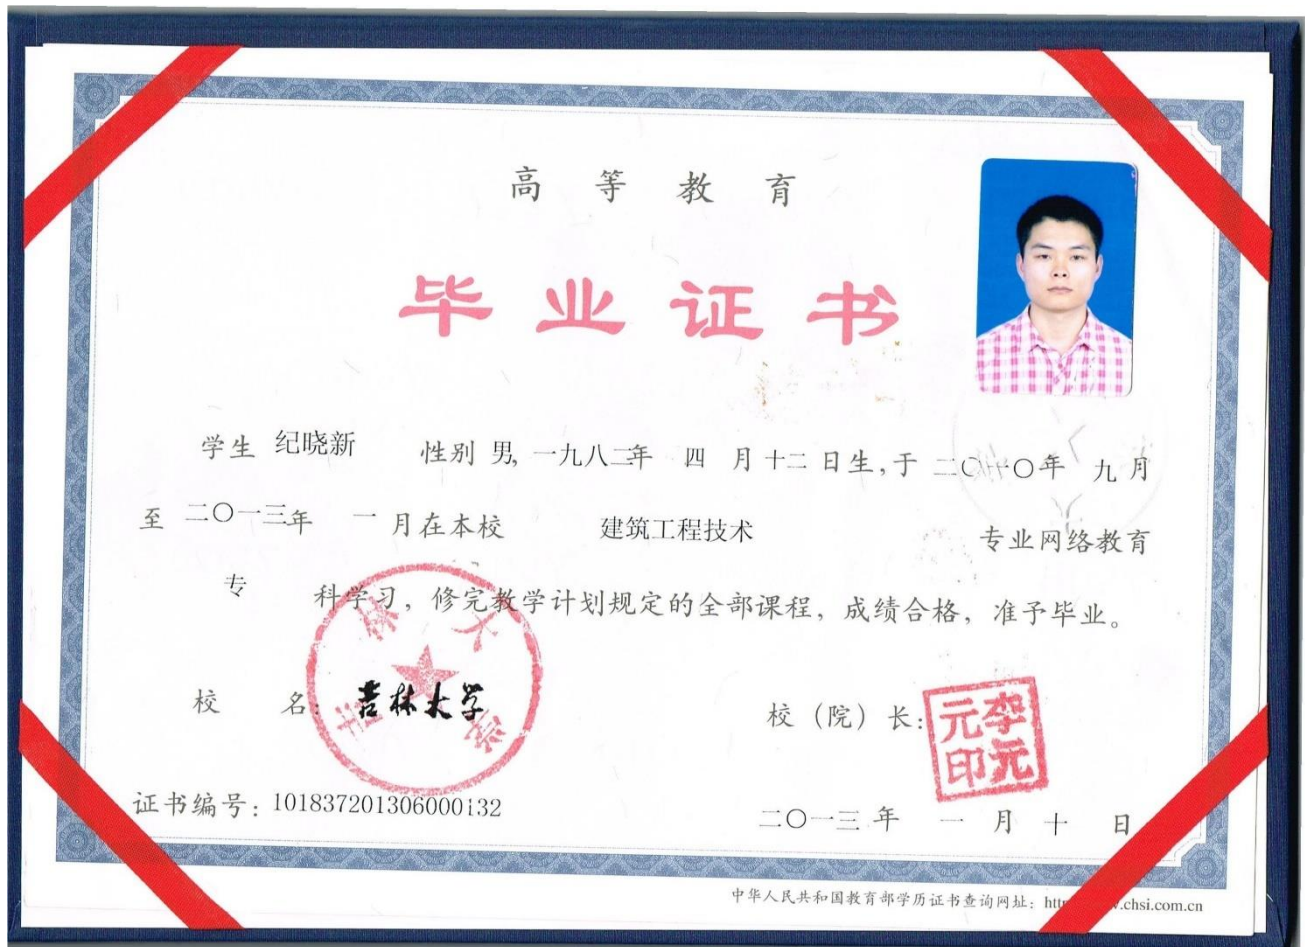 高等教育
毕业证书
学生 纪晓新 性别 男, 一九八二年 四 月 十二 日生,于 二〇一〇年 九 月
至 二〇一三年 一 月在本校 建筑工程技术 专业网络教育
专 科学习，修完教学计划规定的全部课程，成绩合格，准予毕业。
校 名: 吉林大学 校（院）长: 李元元印
吉林大学
证书编号: 101837201306000132 二〇一三 年 一 月 十 日
中华人民共和国教育部学历证书查询网址: .chsi.com.cn